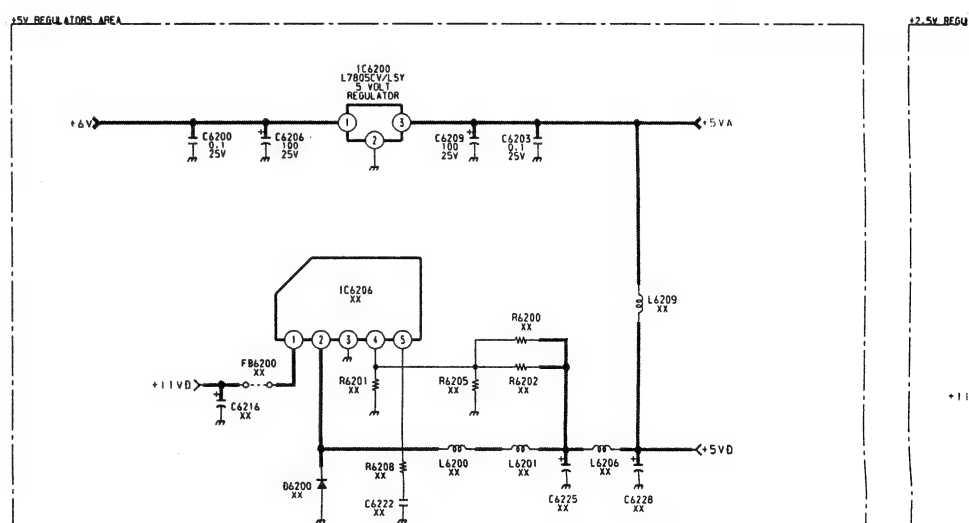 +5V REGULATORS AREA
+2.5V REGU
IC6200
L7805CV/LSY
5 VOLT
REGULATOR
+6V
1
2
3
+5VA
C6200
0.1
25V
C6206
100
25V
C6209
100
25V
C6203
0.1
25V
IC6206
XX
1 2 3 4 5
L6209
XX
R6200
XX
FB6200
XX
+11VD
C6216
XX
R6201
XX
R6205
XX
R6202
XX
+11
D6200
XX
R6208
XX
C6222
XX
L6200
XX
L6201
XX
L6206
XX
+5VD
C6225
XX
C6228
XX